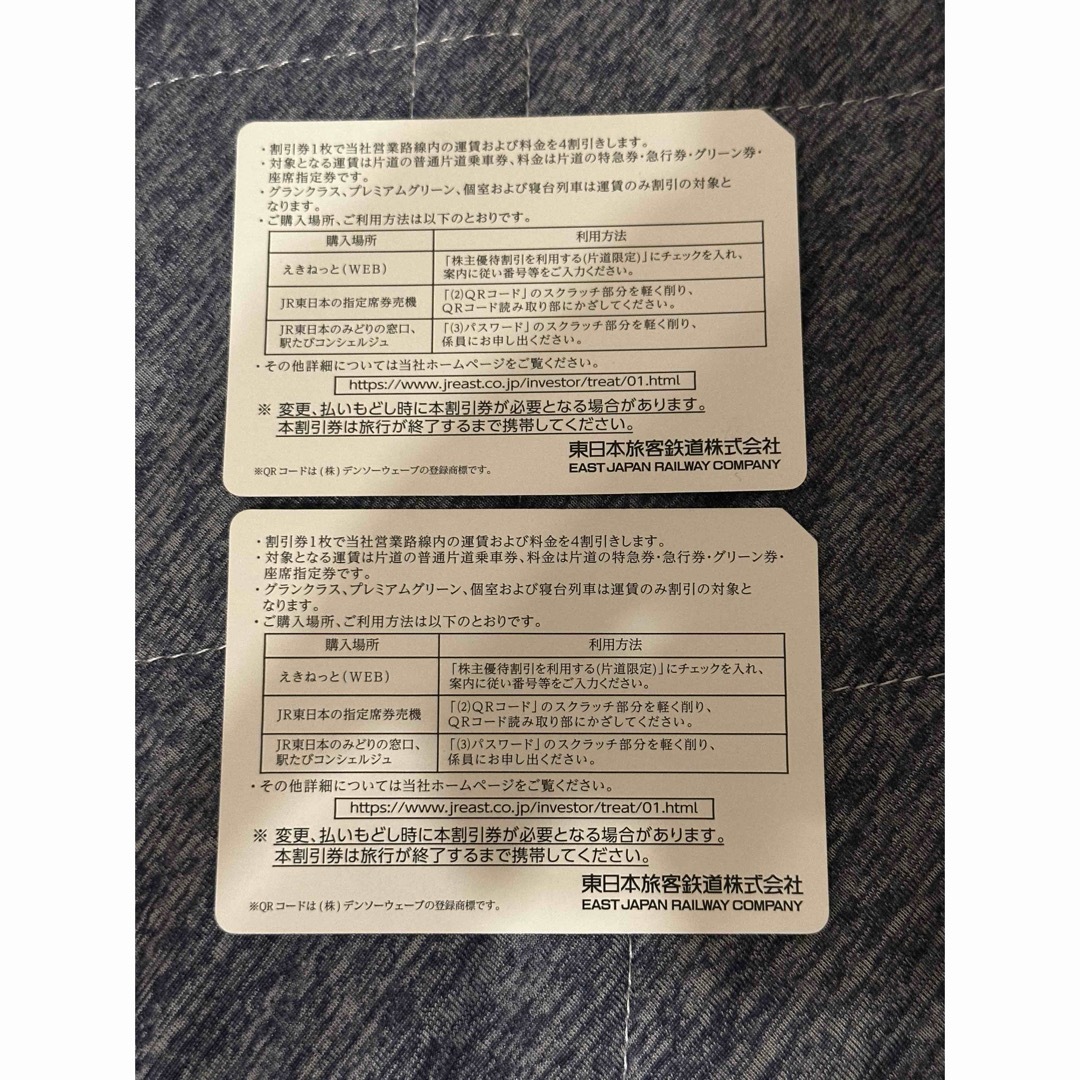 ・割引券1枚で当社営業路線内の運賃および料金を4割引きします。
・対象となる運賃は片道の普通片道乗車券、料金は片道の特急券・急行券・グリーン券・
座席指定券です。
・グランクラス、プレミアムグリーン、個室および寝台列車は運賃のみ割引の対象と
なります。
・ご購入場所、ご利用方法は以下のとおりです。
購入場所 利用方法
えきねっと(WEB)
「株主優待割引を利用する(片道限定)」にチェックを入れ、
案内に従い番号等をご入力ください。
JR東日本の指定席券売機
「(2)QRコード」のスクラッチ部分を軽く削り、
QRコード読み取り部にかざしてください。
JR東日本のみどりの窓口、
駅たびコンシェルジュ
「(3)パスワード」のスクラッチ部分を軽く削り、
係員にお申し出ください。
・その他詳細については当社ホームページをご覧ください。
https://www.jreast.co.jp/investor/treat/01.html
※ 変更、払いもどし時に本割引券が必要となる場合があります。
本割引券は旅行が終了するまで携帯してください。
東日本旅客鉄道株式会社
EAST JAPAN RAILWAY COMPANY
※QRコードは(株)デンソーウェーブの登録商標です。
・割引券1枚で当社営業路線内の運賃および料金を4割引きします。
・対象となる運賃は片道の普通片道乗車券、料金は片道の特急券・急行券・グリーン券・
座席指定券です。
・グランクラス、プレミアムグリーン、個室および寝台列車は運賃のみ割引の対象と
なります。
・ご購入場所、ご利用方法は以下のとおりです。
購入場所 利用方法
えきねっと(WEB)
「株主優待割引を利用する(片道限定)」にチェックを入れ、
案内に従い番号等をご入力ください。
JR東日本の指定席券売機
「(2)QRコード」のスクラッチ部分を軽く削り、
QRコード読み取り部にかざしてください。
JR東日本のみどりの窓口、
駅たびコンシェルジュ
「(3)パスワード」のスクラッチ部分を軽く削り、
係員にお申し出ください。
・その他詳細については当社ホームページをご覧ください。
https://www.jreast.co.jp/investor/treat/01.html
※ 変更、払いもどし時に本割引券が必要となる場合があります。
本割引券は旅行が終了するまで携帯してください。
東日本旅客鉄道株式会社
EAST JAPAN RAILWAY COMPANY
※QRコードは(株)デンソーウェーブの登録商標です。